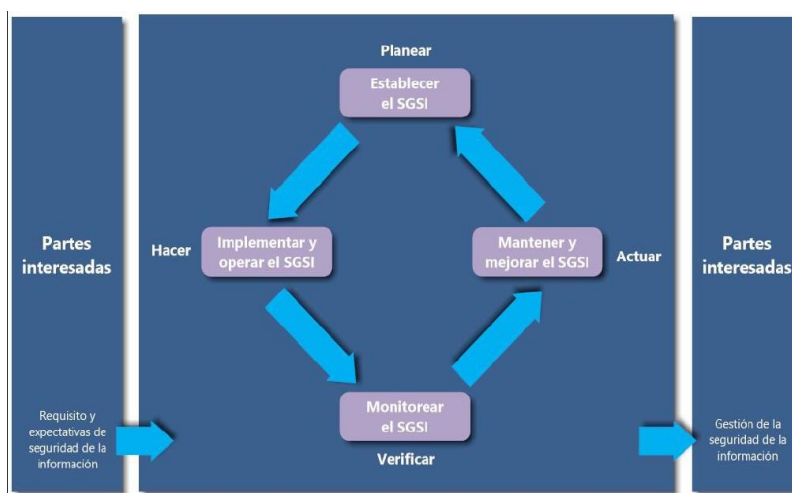 Planear
Establecer
el SGSI
Partes
interesadas
Hacer
Implementar y
operar el SGSI
Mantener y
mejorar el SGSI
Actuar
Partes
interesadas
Monitorear
el SGSI
Verificar
Requisito y
expectativas de
seguridad de la
información
Gestión de la
seguridad de la
información